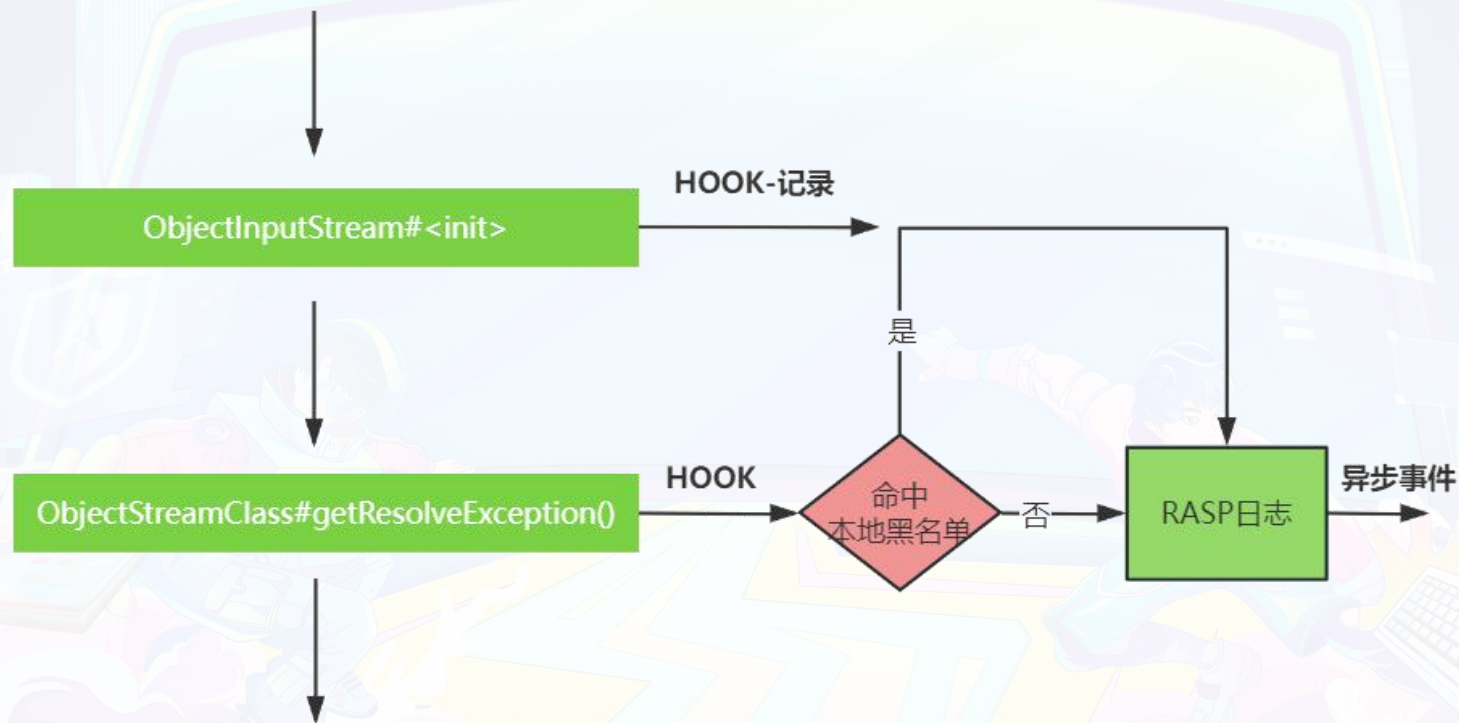 HOOK-记录
ObjectInputStream#<init>
是
HOOK
异步事件
ObjectStreamClass#getResolveException()
命中
本地黑名单
否
RASP日志